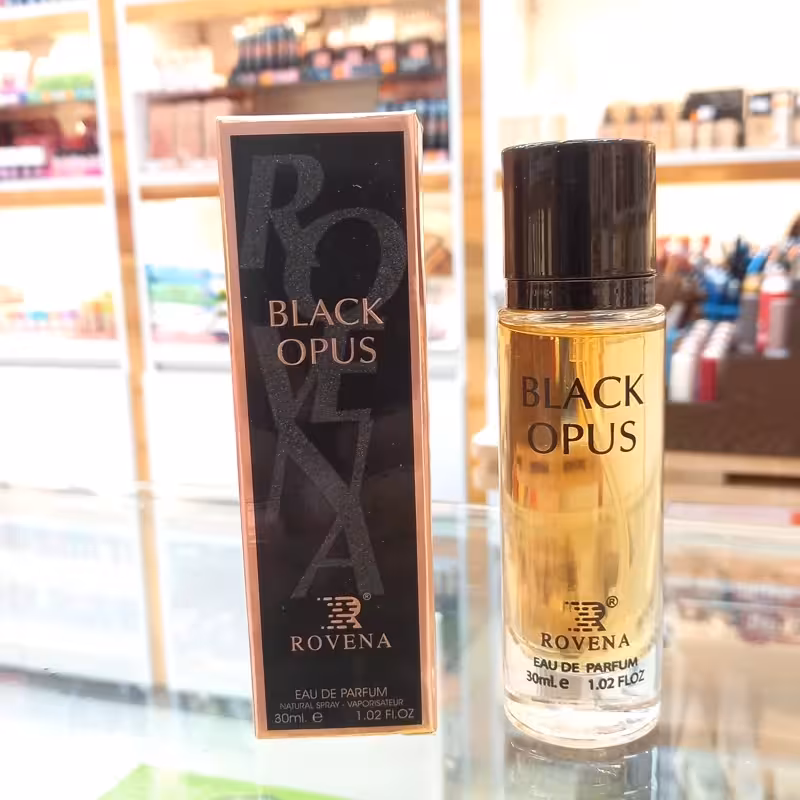 ROVENA
BLACK
OPUS
R®
ROVENA
EAU DE PARFUM
NATURAL SPRAY - VAPORISATEUR
30ml. e 1.02 Fl.OZ
BLACK
OPUS
R®
ROVENA
EAU DE PARFUM
30ml. e 1.02 FLOZ